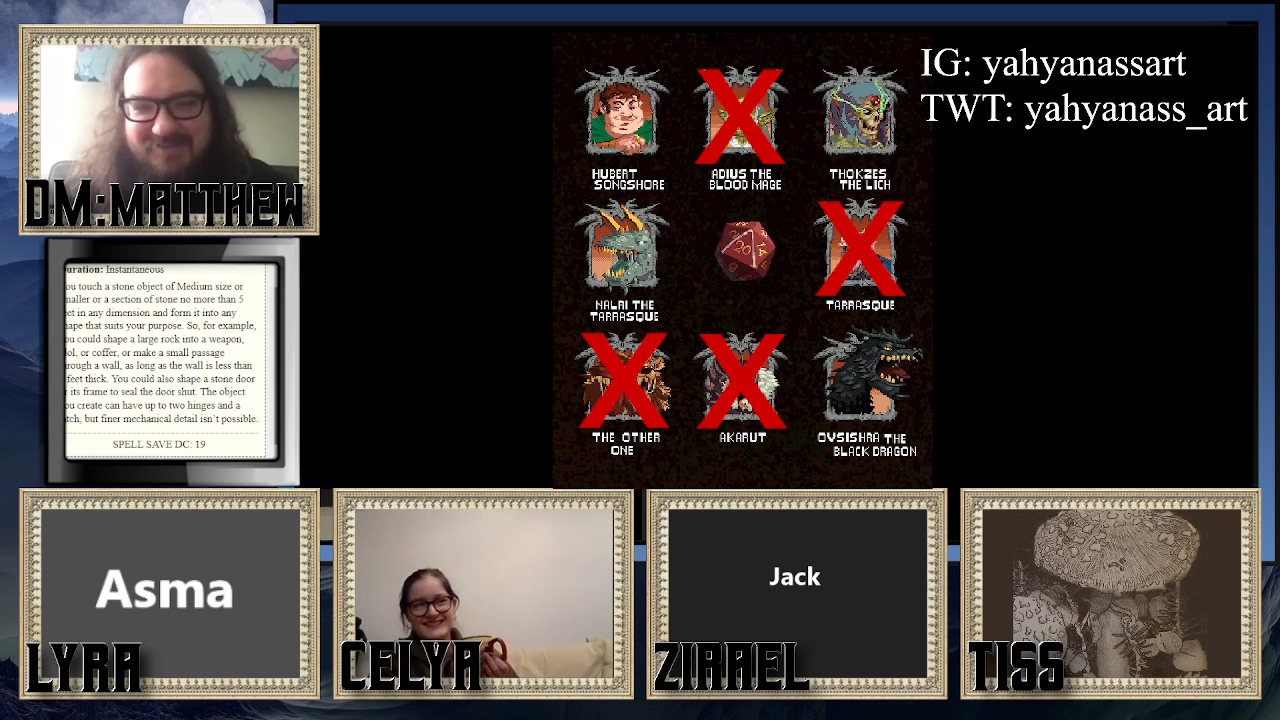 IG: yahyanassart
TWT: yahyanass_art
DM:MATTHEW
HUBERT
SONGSHORE
ADIUS THE
BLOOD MAGE
THOKZES
THE LICH
NALRI THE
TARRASQUE
TARRASQUE
THE OTHER
ONE
AKARUT
OVSISHRA THE
BLACK DRAGON
20
uration: Instantaneous
ou touch a stone object of Medium size or
naller or a section of stone no more than 5
et in any dimension and form it into any
hape that suits your purpose. So, for example,
ou could shape a large rock into a weapon,
ol, or coffer, or make a small passage
rough a wall, as long as the wall is less than
feet thick. You could also shape a stone door
r its frame to seal the door shut. The object
ou create can have up to two hinges and a
tch, but finer mechanical detail isn't possible.
SPELL SAVE DC: 19
Asma
LYRA
CELYA
Jack
ZIRAEL
TISS